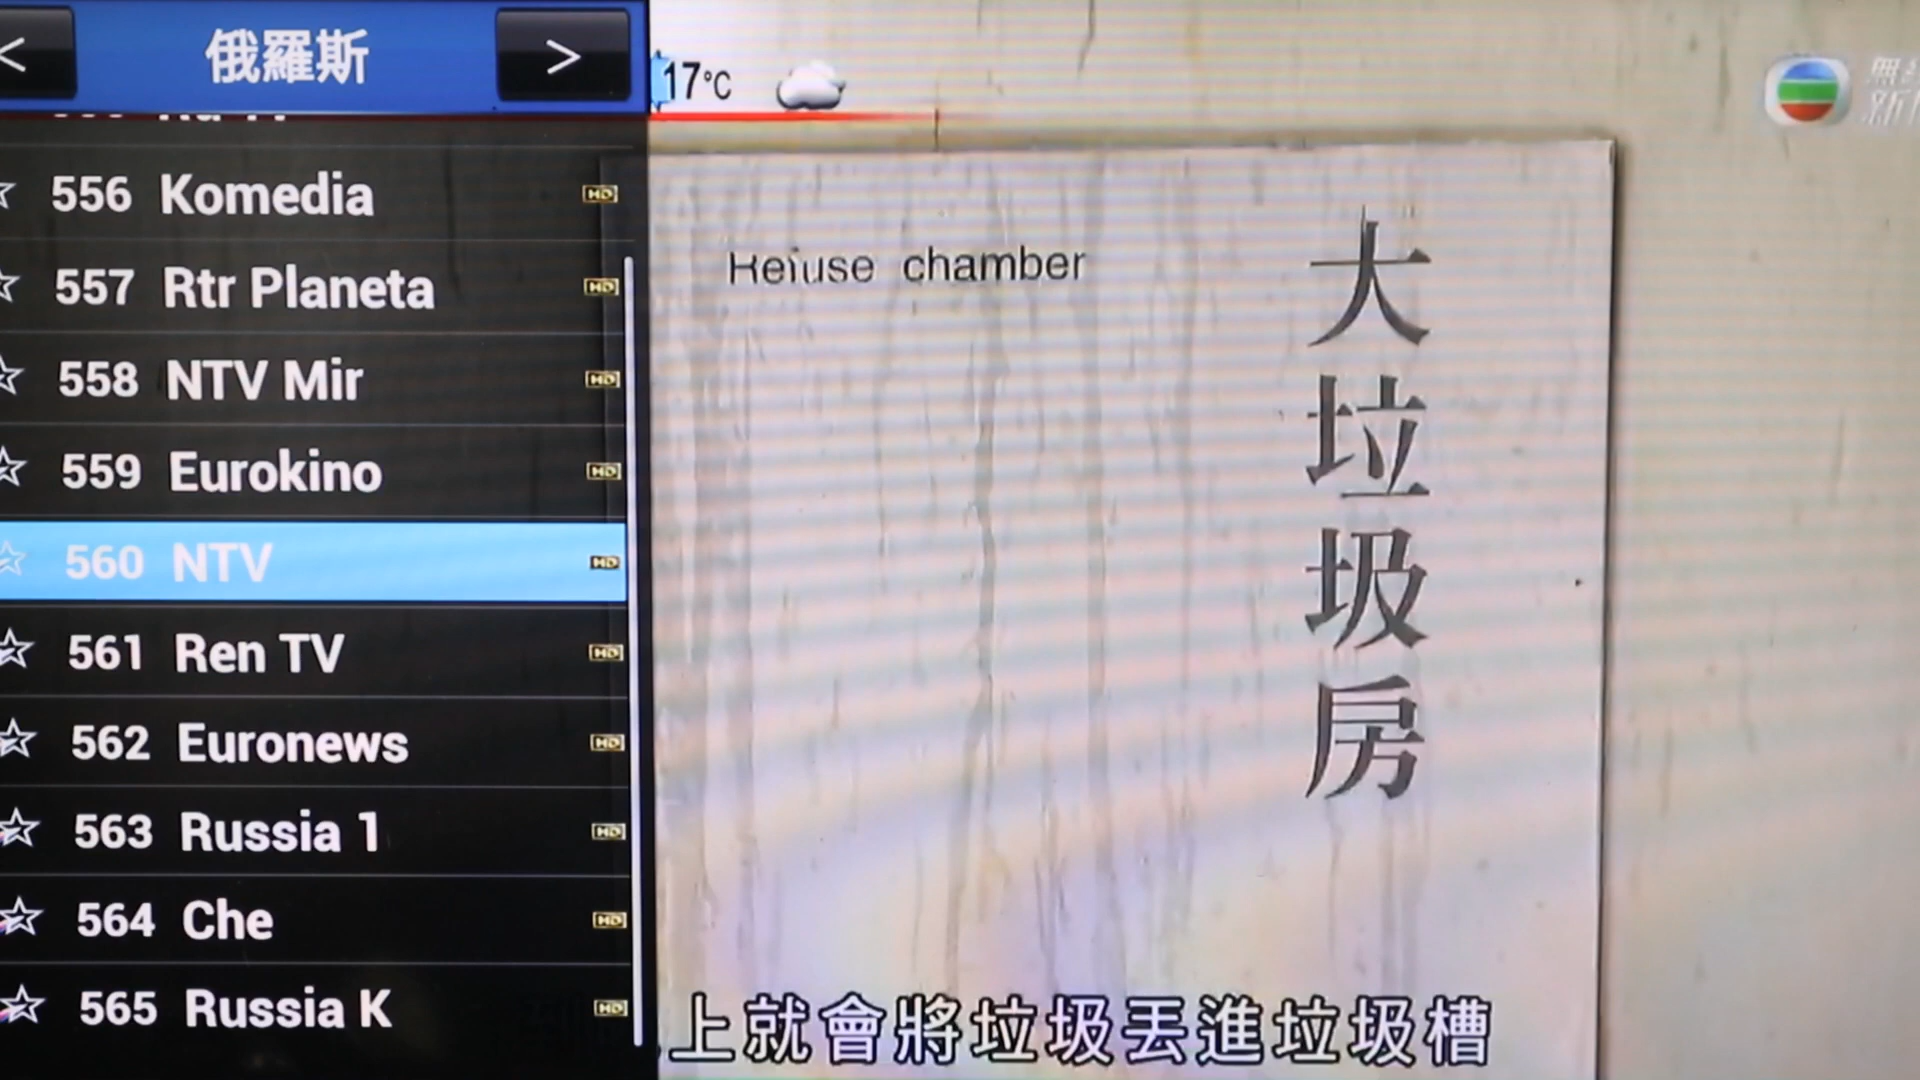 <
俄羅斯
>
556 Komedia HD
557 Rtr Planeta HD
558 NTV Mir HD
559 Eurokino HD
560 NTV HD
561 Ren TV HD
562 Euronews HD
563 Russia 1 HD
564 Che HD
565 Russia K HD
17°C
Refuse chamber
大垃圾房
上就會將垃圾丟進垃圾槽